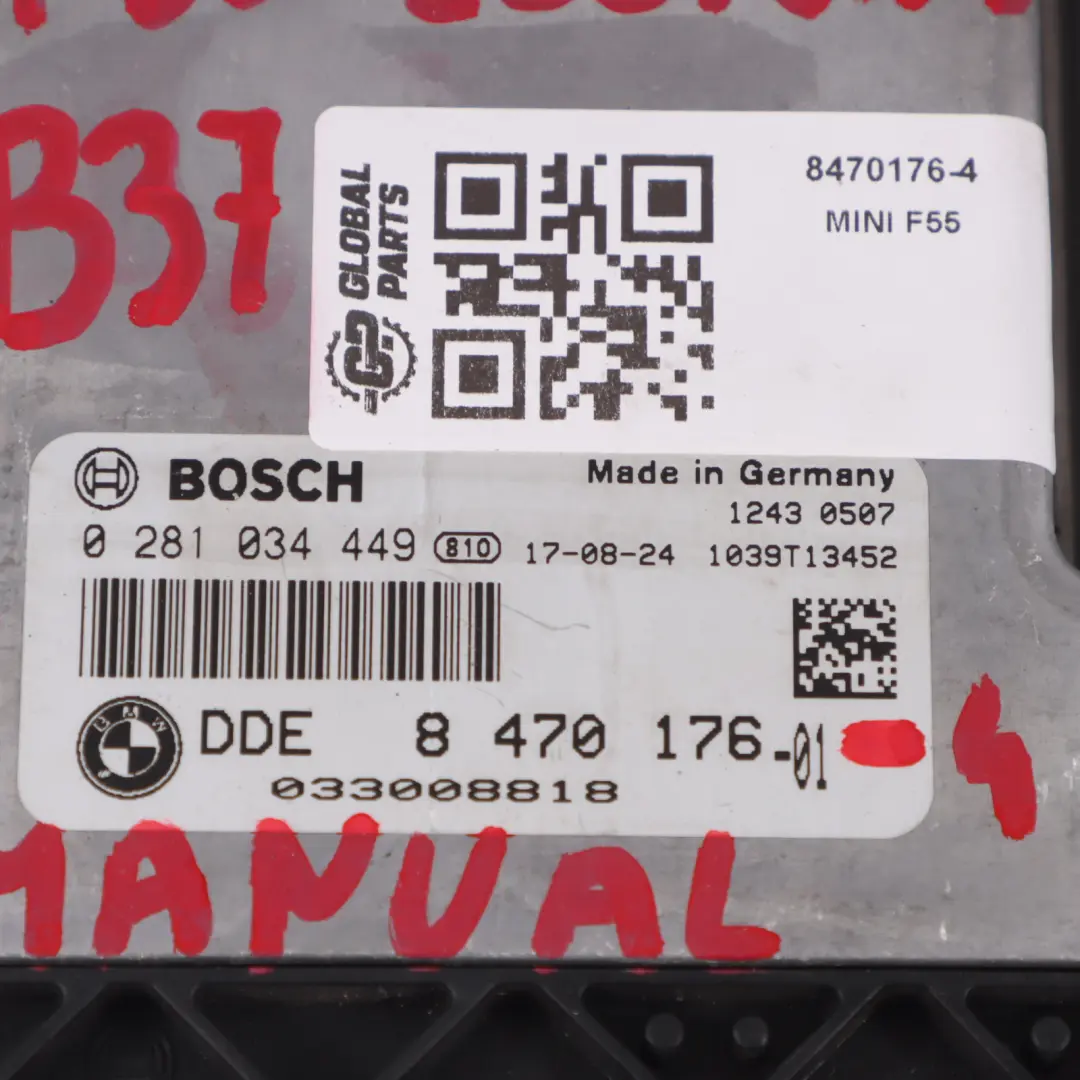 B37
GLOBAL
PARTS
8470176-4
MINI F55
BOSCH
Made in Germany
1243 0507
0 281 034 449 810 17-08-24 1039T13452
BMW
DDE 8 470 176-01
033008818
4
MANUAL